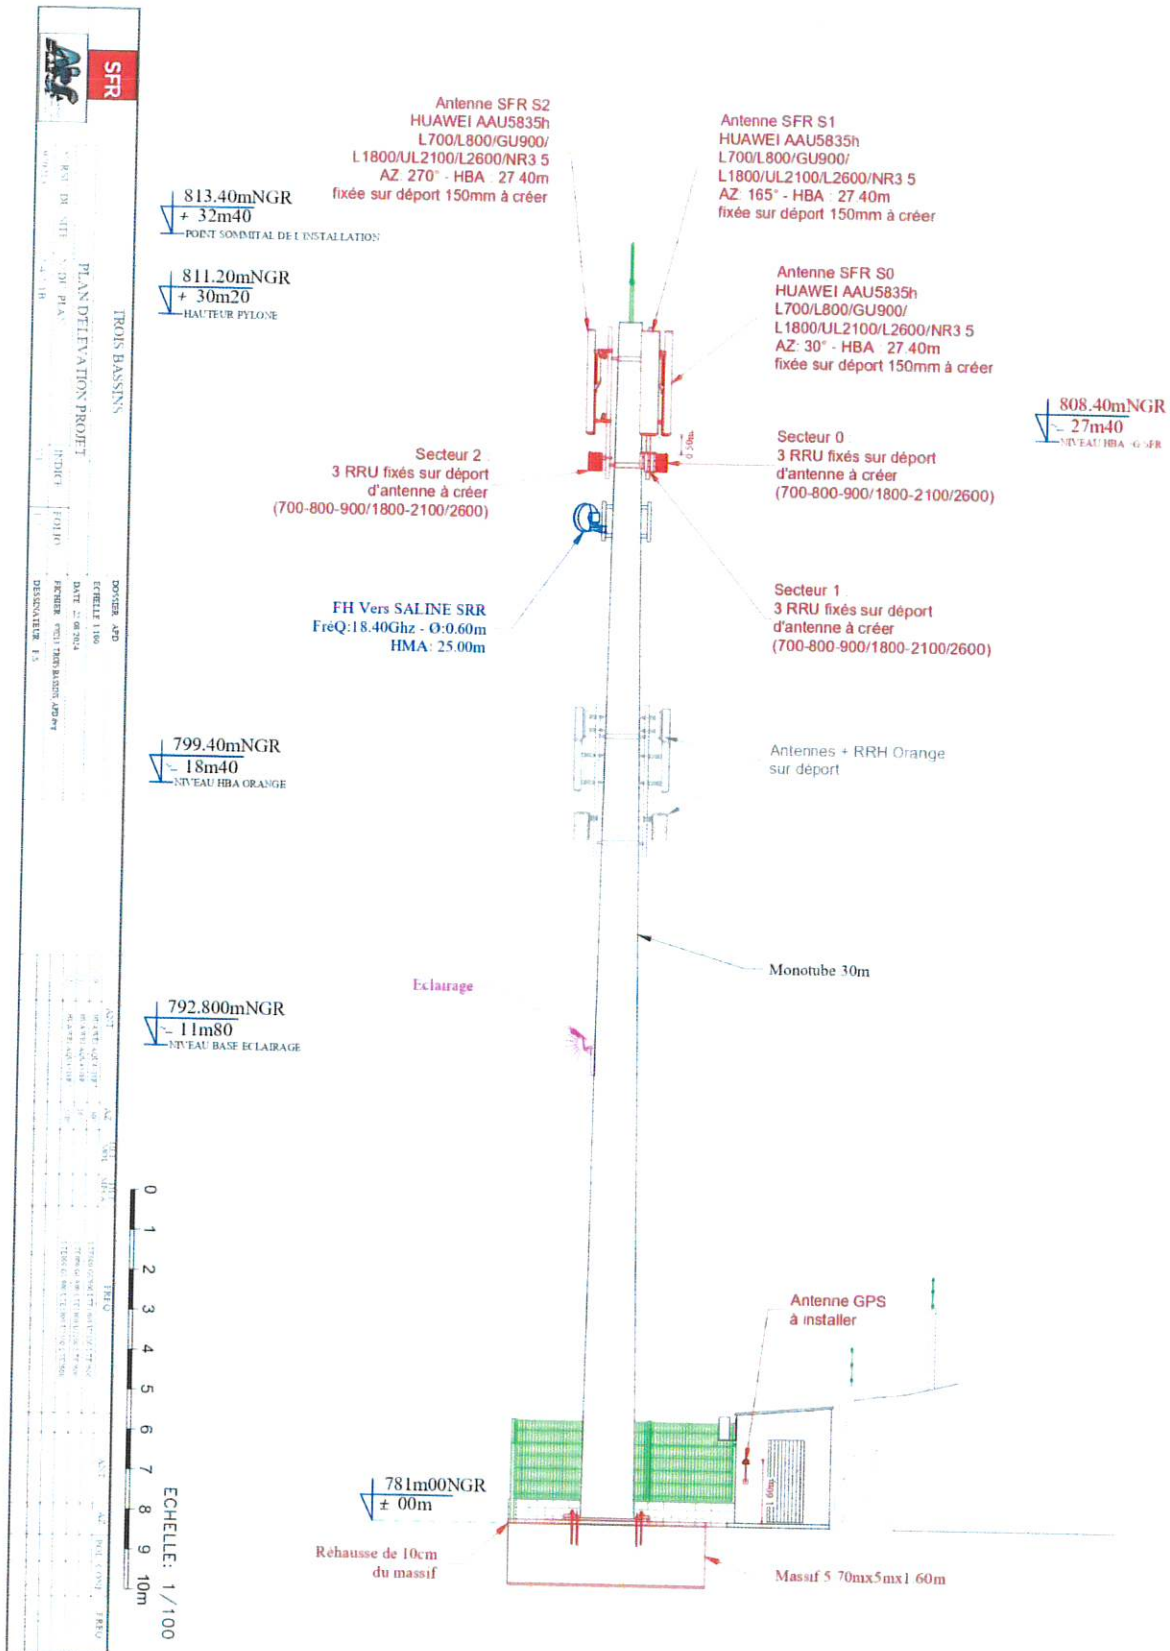 SFR
TROIS BASSINS
PLAN D'ELEVATION PROJET
INDICE
FOLIO
DOSSIER APD
ECHELLE 1/100
DESSINATEUR
Antenne SFR S2
HUAWEI AAU5835h
L700/L800/GU900/
L1800/UL2100/L2600/NR3 5
AZ: 270° - HBA : 27 40m
fixée sur déport 150mm à créer
Antenne SFR S1
HUAWEI AAU5835h
L700/L800/GU900/
L1800/UL2100/L2600/NR3 5
AZ: 165° - HBA : 27.40m
fixée sur déport 150mm à créer
813.40mNGR
+ 32m40
POINT SOMMITAL DE L'INSTALLATION
811.20mNGR
+ 30m20
HAUTEUR PYLONE
Antenne SFR S0
HUAWEI AAU5835h
L700/L800/GU900/
L1800/UL2100/L2600/NR3 5
AZ: 30° - HBA : 27.40m
fixée sur déport 150mm à créer
808.40mNGR
27m40
0.50m
Secteur 2
3 RRU fixés sur déport
d'antenne à créer
(700-800-900/1800-2100/2600)
Secteur 0
3 RRU fixés sur déport
d'antenne à créer
(700-800-900/1800-2100/2600)
FH Vers SALINE SRR
FréQ:18.40Ghz - Ø:0.60m
HMA: 25.00m
Secteur 1
3 RRU fixés sur déport
d'antenne à créer
(700-800-900/1800-2100/2600)
799.40mNGR
18m40
NIVEAU HBA ORANGE
Antennes + RRH Orange
sur déport
Monotube 30m
Eclairage
792.800mNGR
11m80
NIVEAU BASE ECLAIRAGE
0
1
2
3
4
5
6
7
8
9
10m
ECHELLE: 1/100
Antenne GPS
à installer
1.60m
781m00NGR
± 00m
Réhausse de 10cm
du massif
Massif 5 70mx5mx1 60m